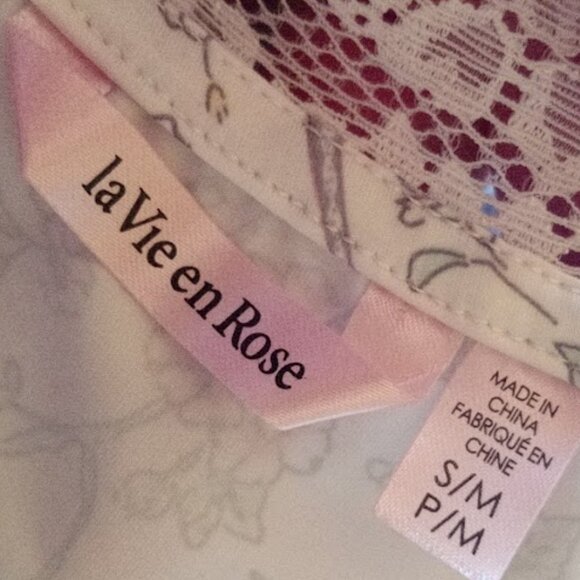 la Vie en Rose
MADE IN
CHINA
FABRIQUÉ EN
CHINE
S/M
P/M